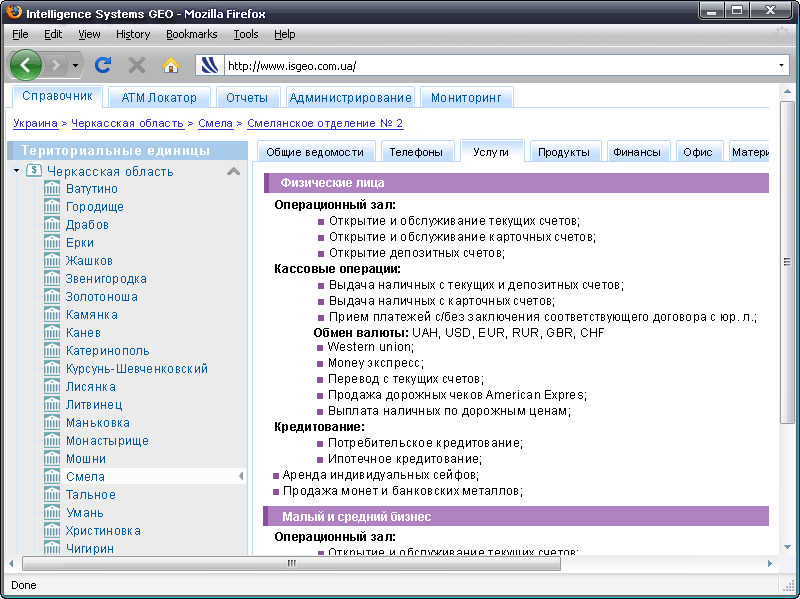 Intelligence Systems GEO - Mozilla Firefox
File Edit View History Bookmarks Tools Help
http://www.isgeo.com.ua/
Справочник АТМ Локатор Отчеты Администрирование Мониторинг
Украина > Черкасская область > Смела > Смелянское отделение № 2
Территориальные единицы
Черкасская область
Ватутино
Городище
Драбов
Ерки
Жашков
Звенигородка
Золотоноша
Камянка
Канев
Катеринополь
Курсунь-Шевченковский
Лисянка
Литвинец
Маньковка
Монастырище
Мошни
Смела
Тальное
Умань
Христиновка
Чигирин
Общие ведомости Телефоны Услуги Продукты Финансы Офис Матери
Физические лица
Операционный зал:
Открытие и обслуживание текущих счетов;
Открытие и обслуживание карточных счетов;
Открытие депозитных счетов;
Кассовые операции:
Выдача наличных с текущих и депозитных счетов;
Выдача наличных с карточных счетов;
Прием платежей с/без заключения соответствующего договора с юр. л.;
Обмен валюты: UAH, USD, EUR, RUR, GBR, CHF
Western union;
Money экспресс;
Перевод с текущих счетов;
Продажа дорожных чеков American Expres;
Выплата наличных по дорожным ценам;
Кредитование:
Потребительское кредитование;
Ипотечное кредитование;
Аренда индивидуальных сейфов;
Продажа монет и банковских металлов;
Малый и средний бизнес
Операционный зал:
Открытие и обслуживание текущих счетов;
Done